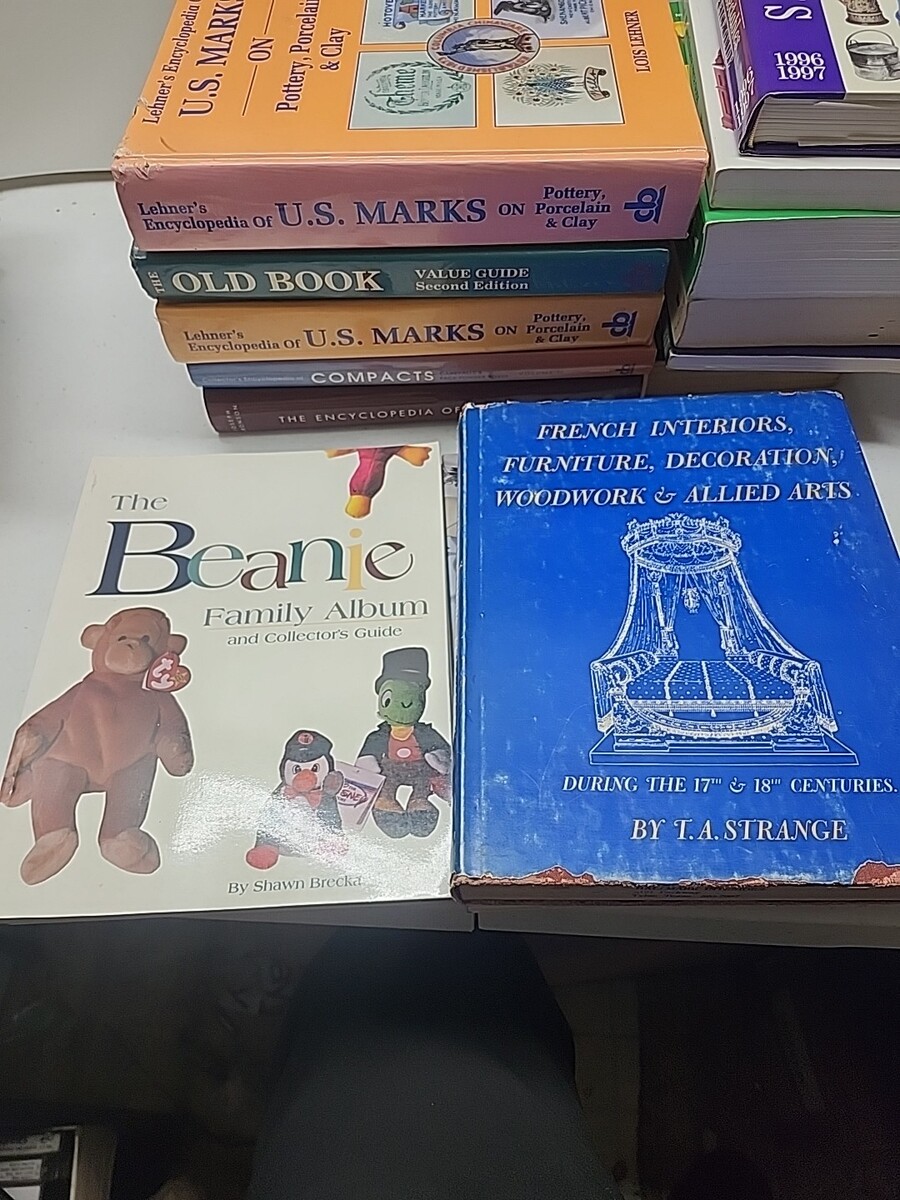 Lehner's Encyclopedia
U.S. MARKS
ON
Pottery, Porcelain
& Clay
LOIS LEHNER
Lehner's
Encyclopedia Of U.S. MARKS ON Pottery, Porcelain & Clay
THE OLD BOOK VALUE GUIDE
Second Edition
Lehner's
Encyclopedia Of U.S. MARKS ON Pottery, Porcelain & Clay
COMPACTS
THE ENCYCLOPEDIA OF
S
1996
1997
The
Beanie
Family Album
and Collector's Guide
ty
By Shawn Brecka
FRENCH INTERIORS,
FURNITURE, DECORATION,
WOODWORK & ALLIED ARTS
DURING THE 17TH & 18TH CENTURIES.
BY T.A. STRANGE